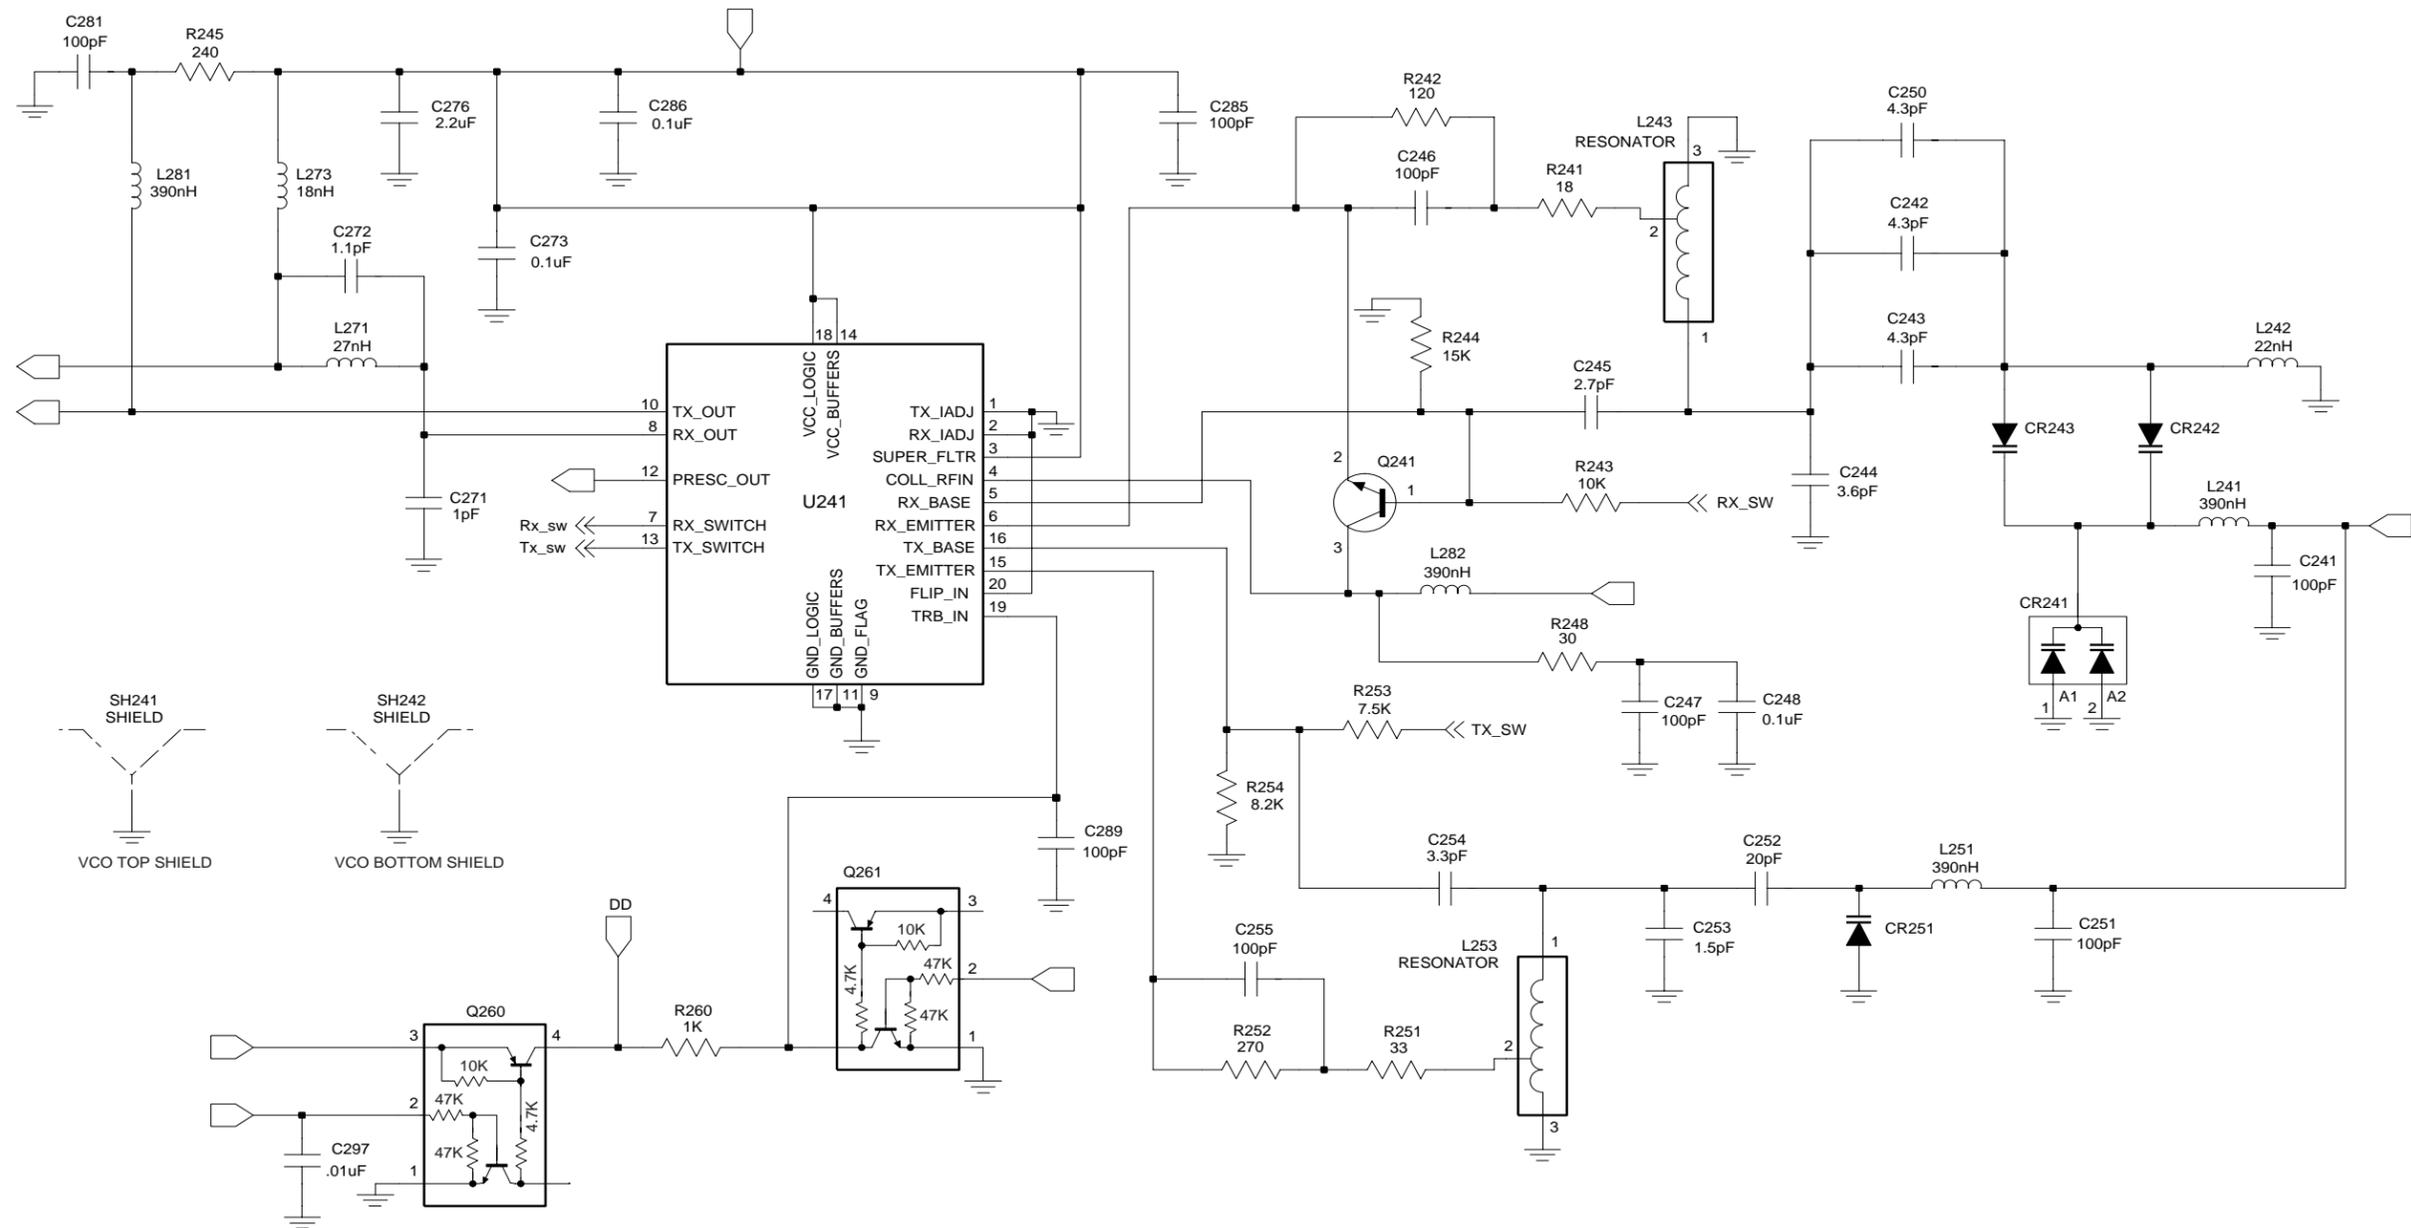 C281
100pF
R245
240
C276
2.2uF
C286
0.1uF
C285
100pF
R242
120
C246
100pF
R241
18
L243
RESONATOR
3
2
1
C250
4.3pF
C242
4.3pF
C243
4.3pF
L242
22nH
L281
390nH
L273
18nH
C272
1.1pF
C273
0.1uF
L271
27nH
C271
1pF
R244
15K
C245
2.7pF
CR243
CR242
C244
3.6pF
L241
390nH
C241
100pF
CR241
A1
A2
1
2
2
Q241
1
3
R243
10K
RX_SW
L282
390nH
R248
30
C247
100pF
C248
0.1uF
18
14
VCC_LOGIC
VCC_BUFFERS
10
TX_OUT
8
RX_OUT
12
PRESC_OUT
7
RX_SWITCH
13
TX_SWITCH
Rx_sw
Tx_sw
U241
TX_IADJ
1
RX_IADJ
2
SUPER_FLTR
3
COLL_RFIN
4
RX_BASE
5
RX_EMITTER
6
TX_BASE
16
TX_EMITTER
15
FLIP_IN
20
TRB_IN
19
GND_LOGIC
GND_BUFFERS
GND_FLAG
17
11
9
SH241
SHIELD
VCO TOP SHIELD
SH242
SHIELD
VCO BOTTOM SHIELD
R253
7.5K
TX_SW
R254
8.2K
C289
100pF
C254
3.3pF
C252
20pF
L251
390nH
C253
1.5pF
CR251
C251
100pF
C255
100pF
L253
RESONATOR
1
2
3
R252
270
R251
33
Q261
4
3
10K
4.7K
47K
2
47K
1
DD
R260
1K
Q260
3
4
10K
2
47K
4.7K
47K
1
C297
.01uF